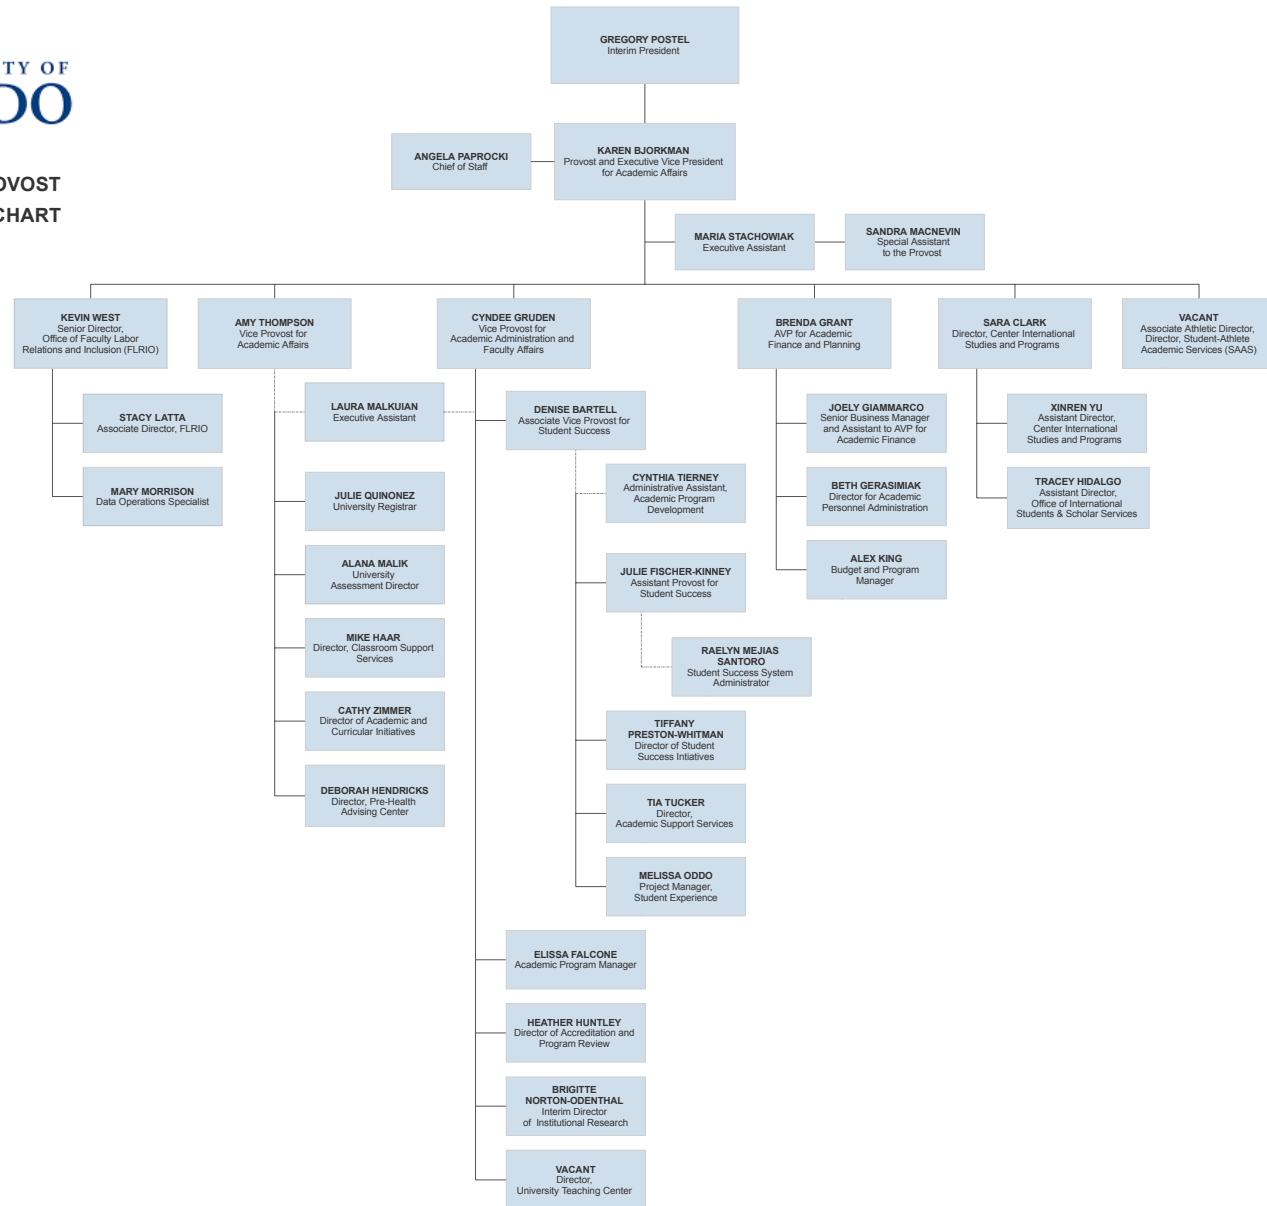 GREGORY POSTEL
Interim President
TY OF
DO
ANGELA PAPROCKI
Chief of Staff
KAREN BJORKMAN
Provost and Executive Vice President
for Academic Affairs
OVOST
CHART
MARIA STACHOWIAK
Executive Assistant
SANDRA MACNEVIN
Special Assistant
to the Provost
KEVIN WEST
Senior Director,
Office of Faculty Labor
Relations and Inclusion (FLRIO)
AMY THOMPSON
Vice Provost for
Academic Affairs
CYNDEE GRUDEN
Vice Provost for
Academic Administration and
Faculty Affairs
BRENDA GRANT
AVP for Academic
Finance and Planning
SARA CLARK
Director, Center International
Studies and Programs
VACANT
Associate Athletic Director,
Director, Student-Athlete
Academic Services (SAAS)
STACY LATTA
Associate Director, FLRIO
MARY MORRISON
Data Operations Specialist
LAURA MALKUIAN
Executive Assistant
JULIE QUINONEZ
University Registrar
ALANA MALIK
University
Assessment Director
MIKE HAAR
Director, Classroom Support
Services
CATHY ZIMMER
Director of Academic and
Curricular Initiatives
DEBORAH HENDRICKS
Director, Pre-Health
Advising Center
DENISE BARTELL
Associate Vice Provost for
Student Success
CYNTHIA TIERNEY
Administrative Assistant,
Academic Program
Development
JULIE FISCHER-KINNEY
Assistant Provost for
Student Success
RAELYN MEJIAS
SANTORO
Student Success System
Administrator
TIFFANY
PRESTON-WHITMAN
Director of Student
Success Intiatives
TIA TUCKER
Director,
Academic Support Services
MELISSA ODDO
Project Manager,
Student Experience
ELISSA FALCONE
Academic Program Manager
HEATHER HUNTLEY
Director of Accreditation and
Program Review
BRIGITTE
NORTON-ODENTHAL
Interim Director
of Institutional Research
VACANT
Director,
University Teaching Center
JOELY GIAMMARCO
Senior Business Manager
and Assistant to AVP for
Academic Finance
BETH GERASIMIAK
Director for Academic
Personnel Administration
ALEX KING
Budget and Program
Manager
XINREN YU
Assistant Director,
Center International
Studies and Programs
TRACEY HIDALGO
Assistant Director,
Office of International
Students & Scholar Services